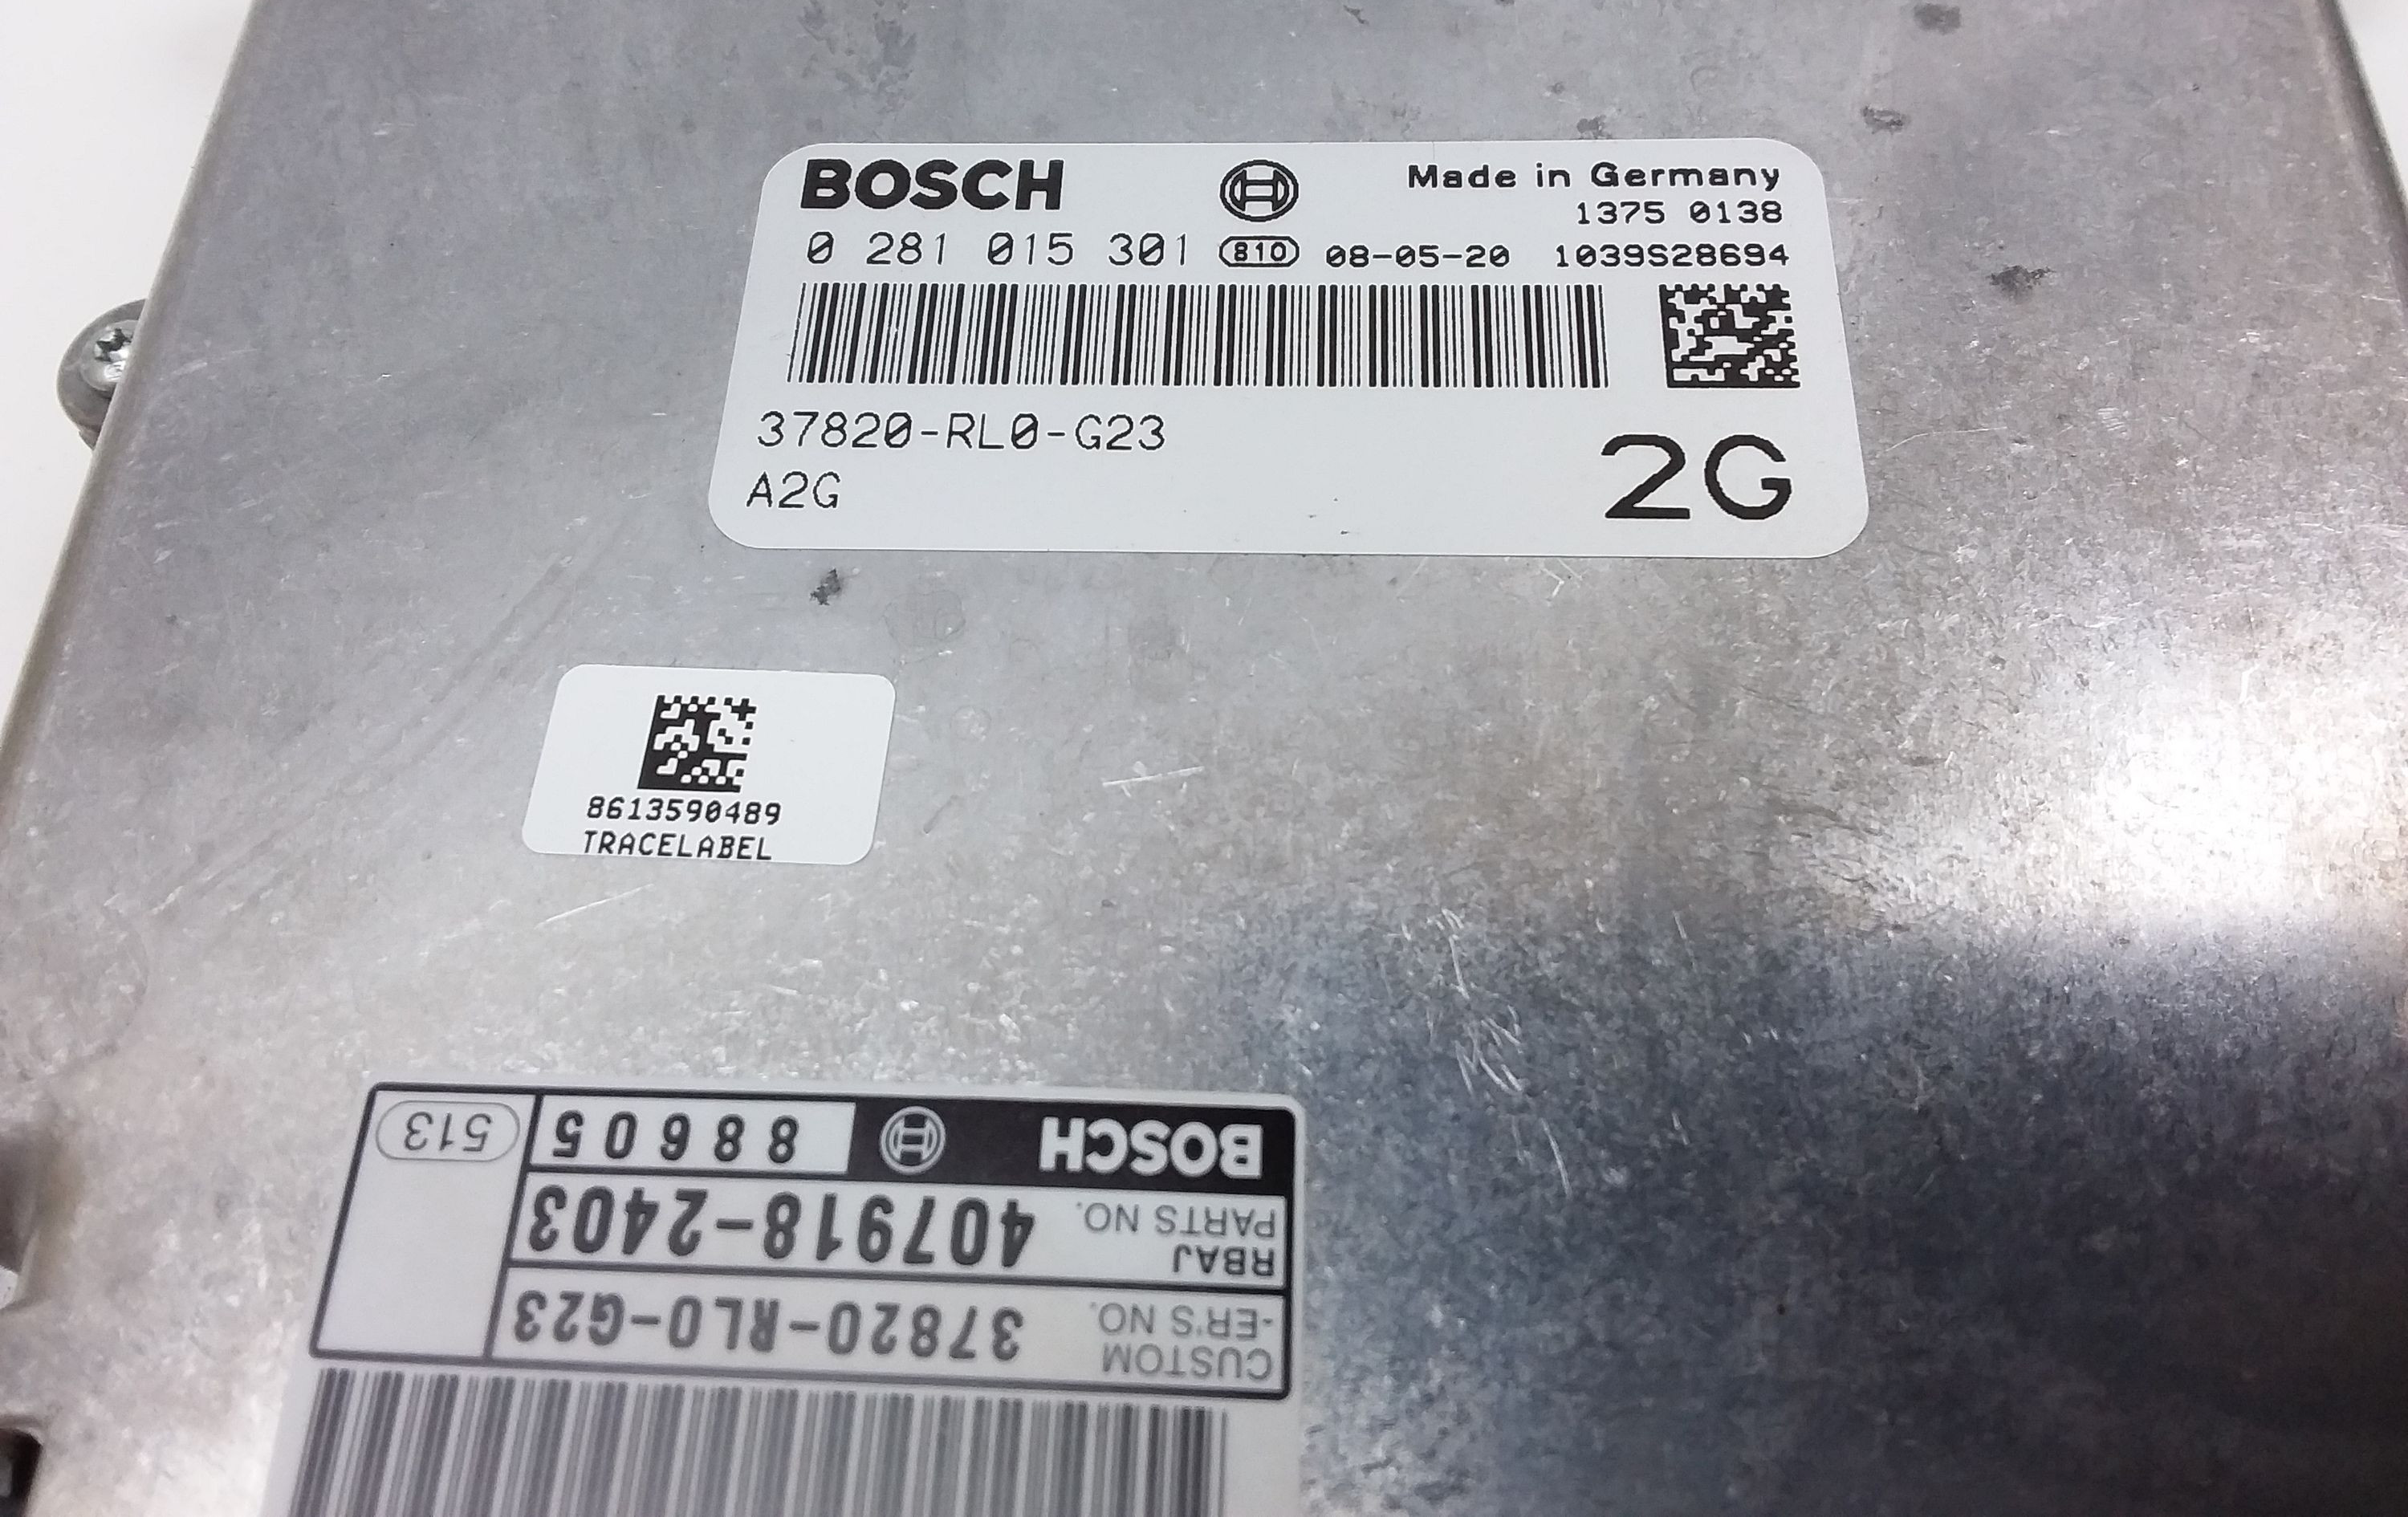 BOSCH
Made in Germany
1375 0138
0 281 015 301 810 08-05-20 1039S28694
37820-RL0-G23
A2G
2G
8613590489
TRACELABEL
BOSCH 88605 513
RBAJ
PARTS NO. 407918-2403
CUSTOM
-ER'S NO. 37820-RL0-G23